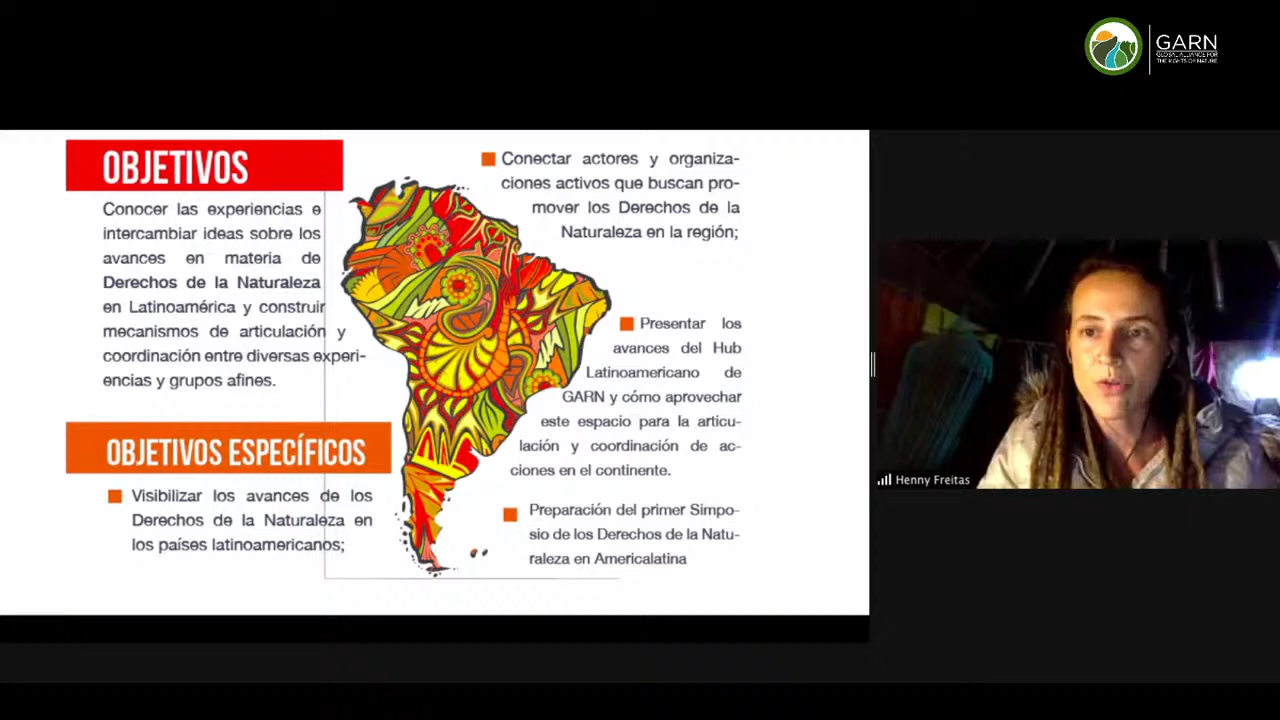 GARN
GLOBAL ALLIANCE FOR
THE RIGHTS OF NATURE
OBJETIVOS
Conocer las experiencias e
intercambiar ideas sobre los
avances en materia de
Derechos de la Naturaleza
en Latinoamérica y construir
mecanismos de articulación y
coordinación entre diversas experi-
encias y grupos afines.
OBJETIVOS ESPECÍFICOS
Visibilizar los avances de los
Derechos de la Naturaleza en
los países latinoamericanos;
Conectar actores y organiza-
ciones activos que buscan pro-
mover los Derechos de la
Naturaleza en la región;
Presentar los
avances del Hub
Latinoamericano de
GARN y cómo aprovechar
este espacio para la articu-
lación y coordinación de ac-
ciones en el continente.
Preparación del primer Simpo-
sio de los Derechos de la Natu-
raleza en Americalatina
Henny Freitas